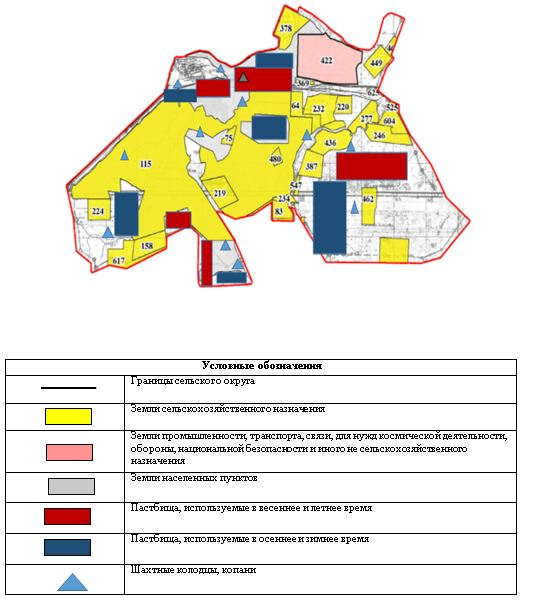 378
422
449
369
62
64
232
220
525
277
604
246
436
75
115
480
387
219
547
234
83
462
224
158
617
Условные обозначения
Границы сельского округа
Земли сельскохозяйственного назначения
Земли промышленности, транспорта, связи, для нужд космической деятельности,
обороны, национальной безопасности и иного не сельскохозяйственного
назначения
Земли населенных пунктов
Пастбища, используемые в весеннее и летнее время
Пастбища, используемые в осеннее и зимнее время
Шахтные колодцы, копани